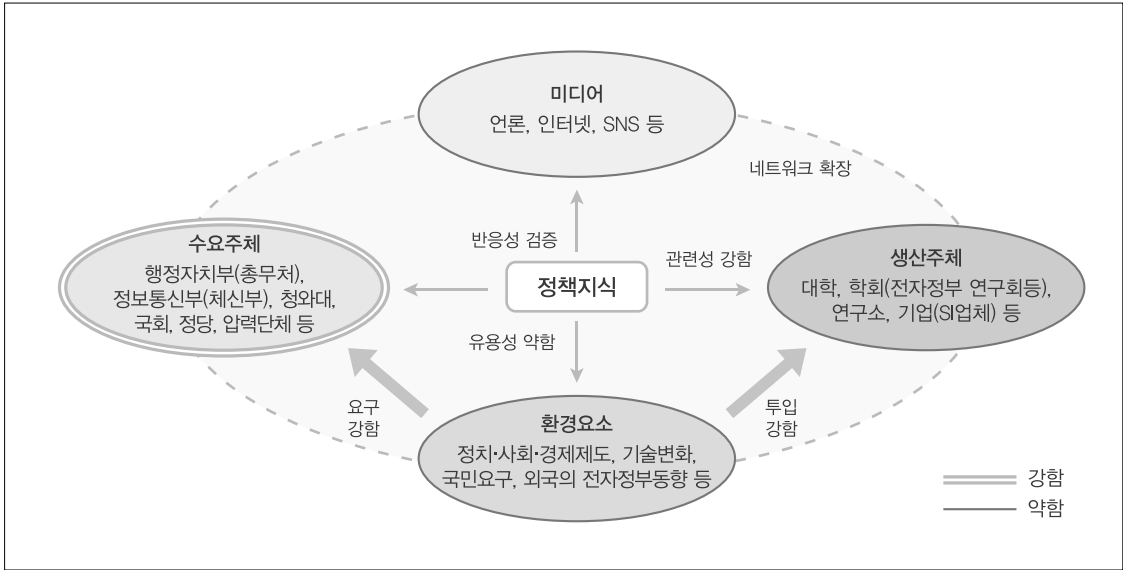 미디어
언론, 인터넷, SNS 등
네트워크 확장
수요주체
행정자치부(총무처),
정보통신부(체신부), 청와대,
국회, 정당, 압력단체 등
반응성 검증
관련성 강함
정책지식
유용성 약함
생산주체
대학, 학회(전자정부 연구회등),
연구소, 기업(SI업체) 등
요구
강함
투입
강함
환경요소
정치·사회·경제제도, 기술변화,
국민요구, 외국의 전자정부동향 등
강함
약함